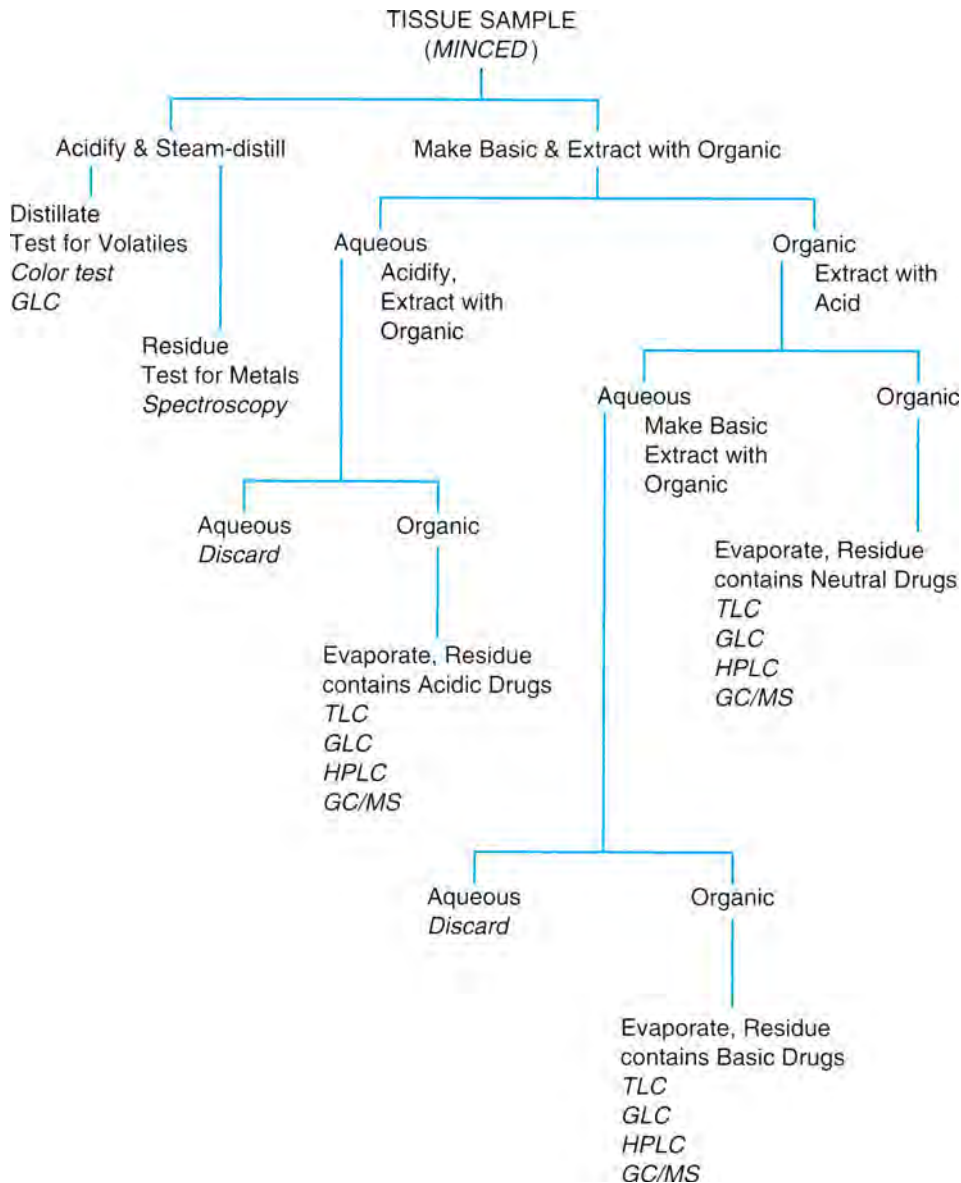 TISSUE SAMPLE
(MINCED)
Acidify & Steam-distill
Make Basic & Extract with Organic
Distillate
Test for Volatiles
Color test
GLC
Residue
Test for Metals
Spectroscopy
Aqueous
Acidify,
Extract with
Organic
Organic
Extract with
Acid
Aqueous
Discard
Organic
Evaporate, Residue
contains Acidic Drugs
TLC
GLC
HPLC
GC/MS
Aqueous
Make Basic
Extract with
Organic
Organic
Evaporate, Residue
contains Neutral Drugs
TLC
GLC
HPLC
GC/MS
Aqueous
Discard
Organic
Evaporate, Residue
contains Basic Drugs
TLC
GLC
HPLC
GC/MS